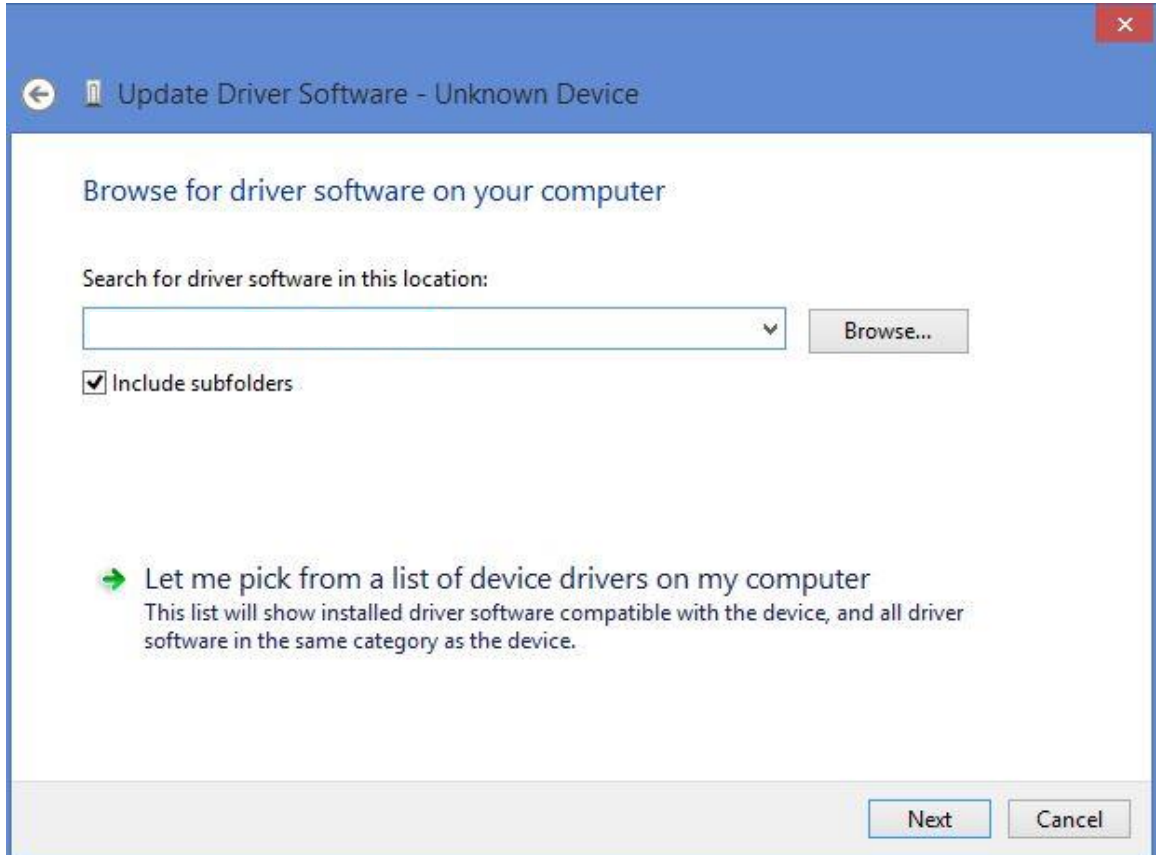 Update Driver Software - Unknown Device
Browse for driver software on your computer
Search for driver software in this location:
Browse...
Include subfolders
Let me pick from a list of device drivers on my computer
This list will show installed driver software compatible with the device, and all driver
software in the same category as the device.
Next
Cancel